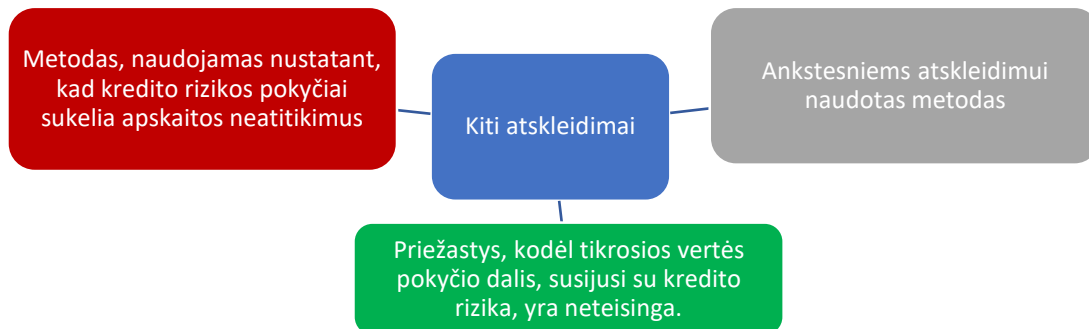 Metodas, naudojamas nustatant,
kad kredito rizikos pokyčiai
sukelia apskaitos neatitikimus
Kiti atskleidimai
Ankstesniems atskleidimui
naudotas metodas
Priežastys, kodėl tikrosios vertės
pokyčio dalis, susijusi su kredito
rizika, yra neteisinga.